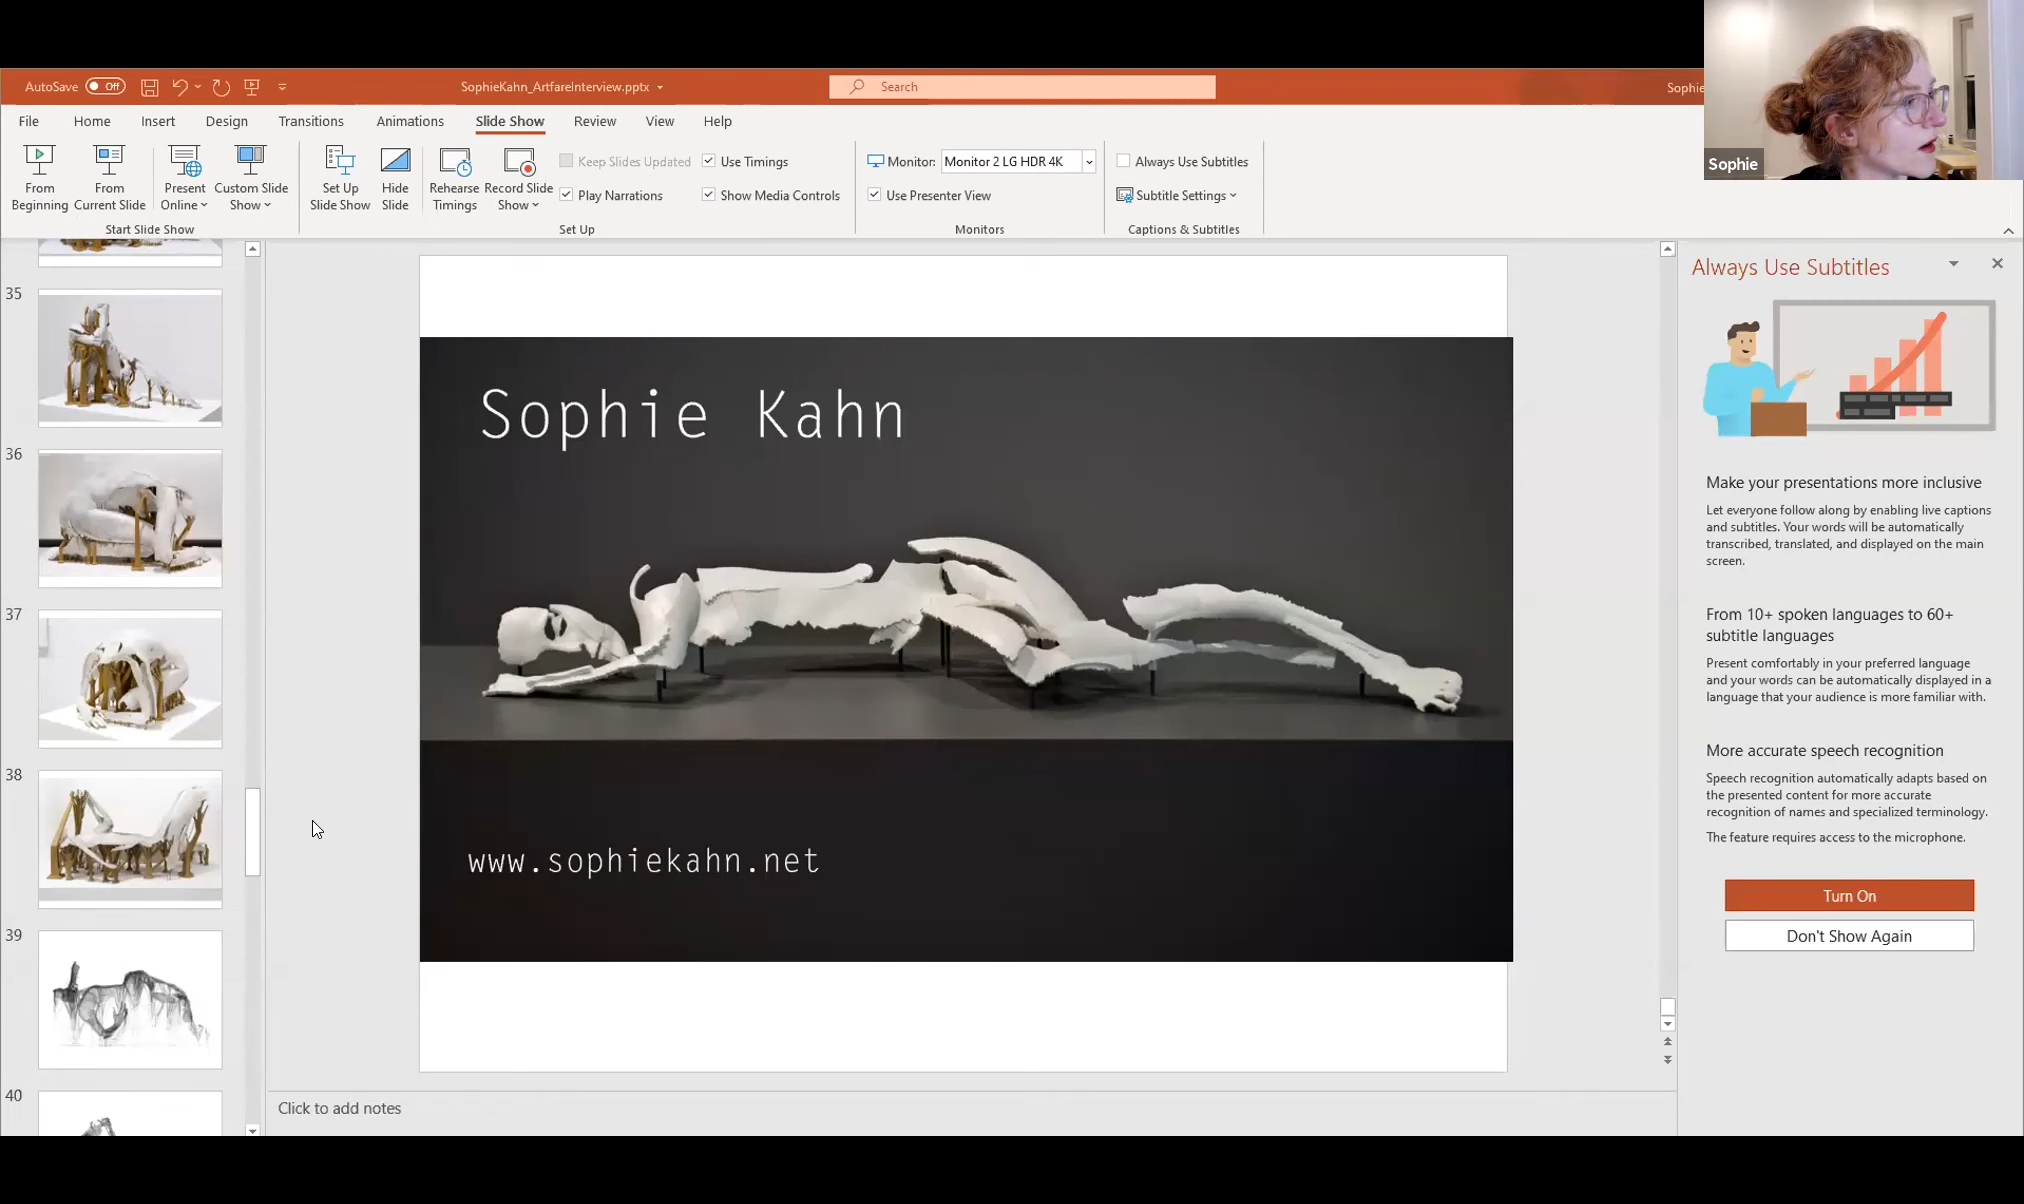 AutoSave Off SophieKahn_ArtfareInterview.pptx Search Sophie
File Home Insert Design Transitions Animations Slide Show Review View Help
From Beginning
From Current Slide
Present Online
Custom Slide Show
Set Up Slide Show
Hide Slide
Rehearse Timings
Record Slide Show
Keep Slides Updated
Play Narrations
Use Timings
Show Media Controls
Monitor: Monitor 2 LG HDR 4K
Use Presenter View
Always Use Subtitles
Subtitle Settings
Start Slide Show
Set Up
Monitors
Captions & Subtitles
Sophie
35
36
37
38
39
40
Sophie Kahn
www.sophiekahn.net
Click to add notes
Always Use Subtitles
Make your presentations more inclusive
Let everyone follow along by enabling live captions
and subtitles. Your words will be automatically
transcribed, translated, and displayed on the main
screen.
From 10+ spoken languages to 60+
subtitle languages
Present comfortably in your preferred language
and your words can be automatically displayed in a
language that your audience is more familiar with.
More accurate speech recognition
Speech recognition automatically adapts based on
the presented content for more accurate
recognition of names and specialized terminology.
The feature requires access to the microphone.
Turn On
Don't Show Again